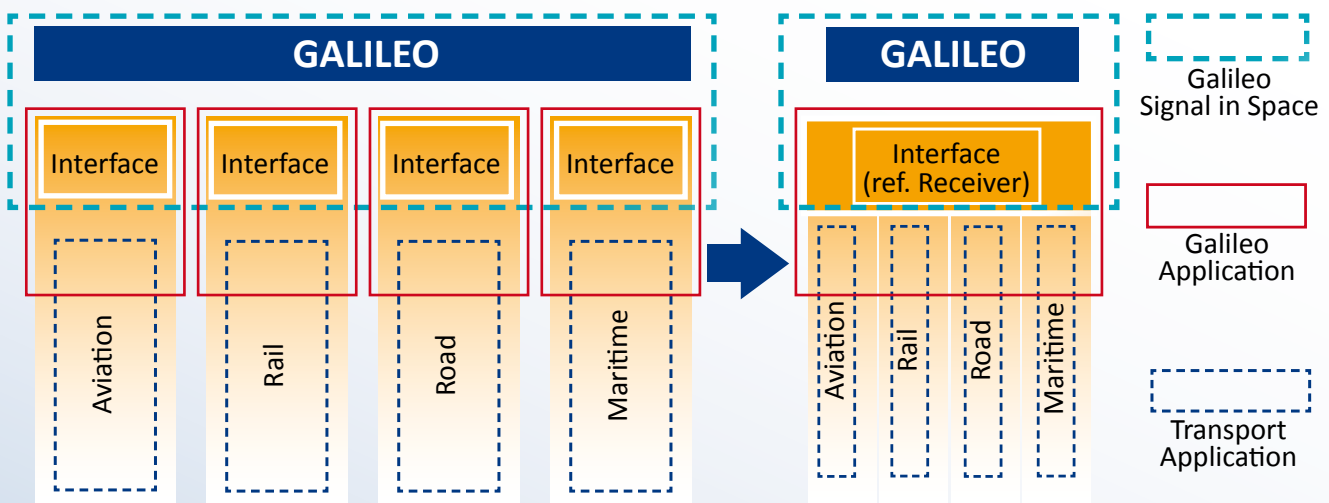 GALILEO
GALILEO
Galileo
Signal in Space
Interface
Interface
Interface
Interface
Interface
(ref. Receiver)
Galileo
Application
Aviation
Rail
Road
Maritime
Aviation
Rail
Road
Maritime
Transport
Application